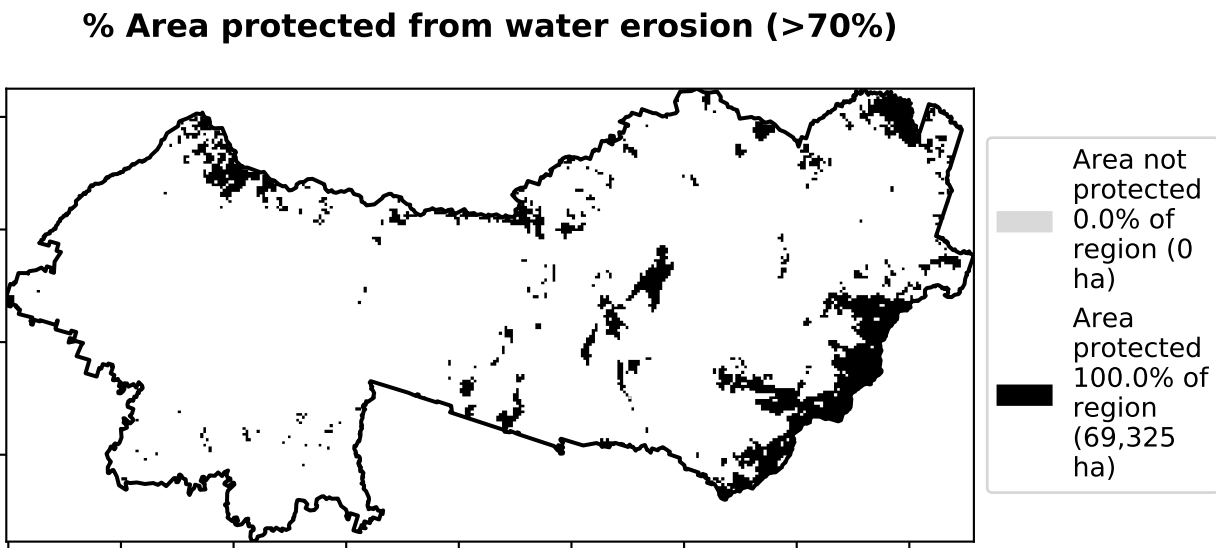 % Area protected from water erosion (>70%)
Area not
protected
0.0% of
region (0
ha)
Area
protected
100.0% of
region
(69,325
ha)